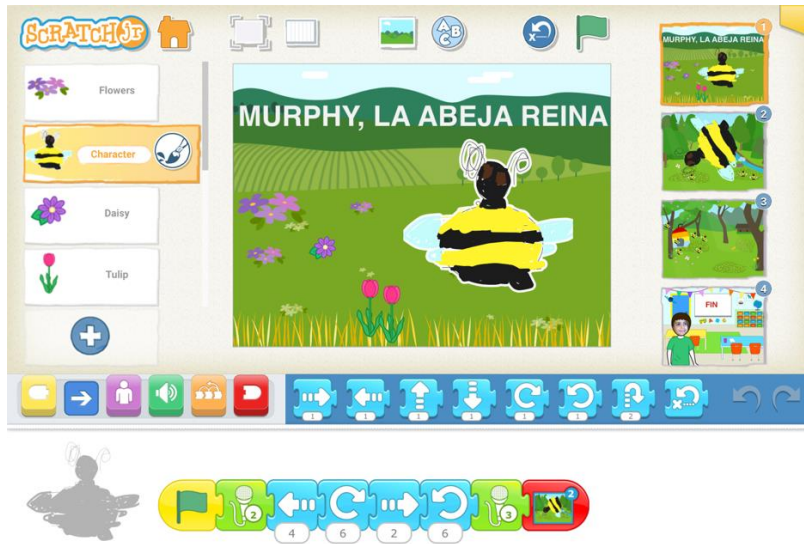 SCRATCH Jr
ABC
x
1
Flowers
MURPHY, LA ABEJA REINA
MURPHY, LA ABEJA REINA
Character
2
Daisy
3
Tulip
4
FIN
1
1
1
1
1
1
2
x
2
3
2
4
6
2
6